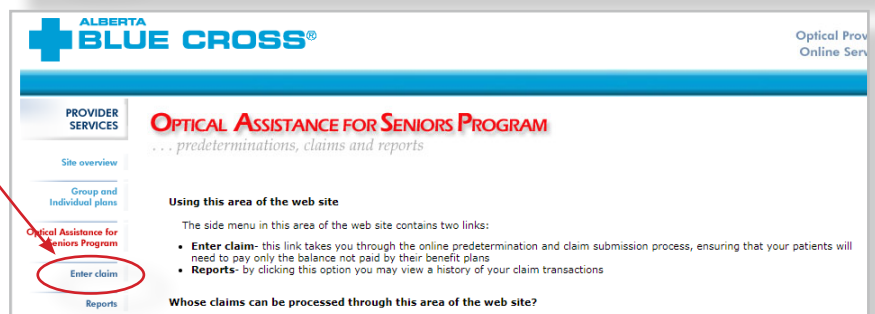 ALBERTA
BLUE CROSS®
Optical Prov
Online Serv
PROVIDER
SERVICES
Site overview
Group and
Individual plans
Optical Assistance for
Seniors Program
Enter claim
Reports
OPTICAL ASSISTANCE FOR SENIORS PROGRAM
. . . predeterminations, claims and reports
Using this area of the web site
The side menu in this area of the web site contains two links:
• Enter claim- this link takes you through the online predetermination and claim submission process, ensuring that your patients will
need to pay only the balance not paid by their benefit plans
• Reports- by clicking this option you may view a history of your claim transactions
Whose claims can be processed through this area of the web site?